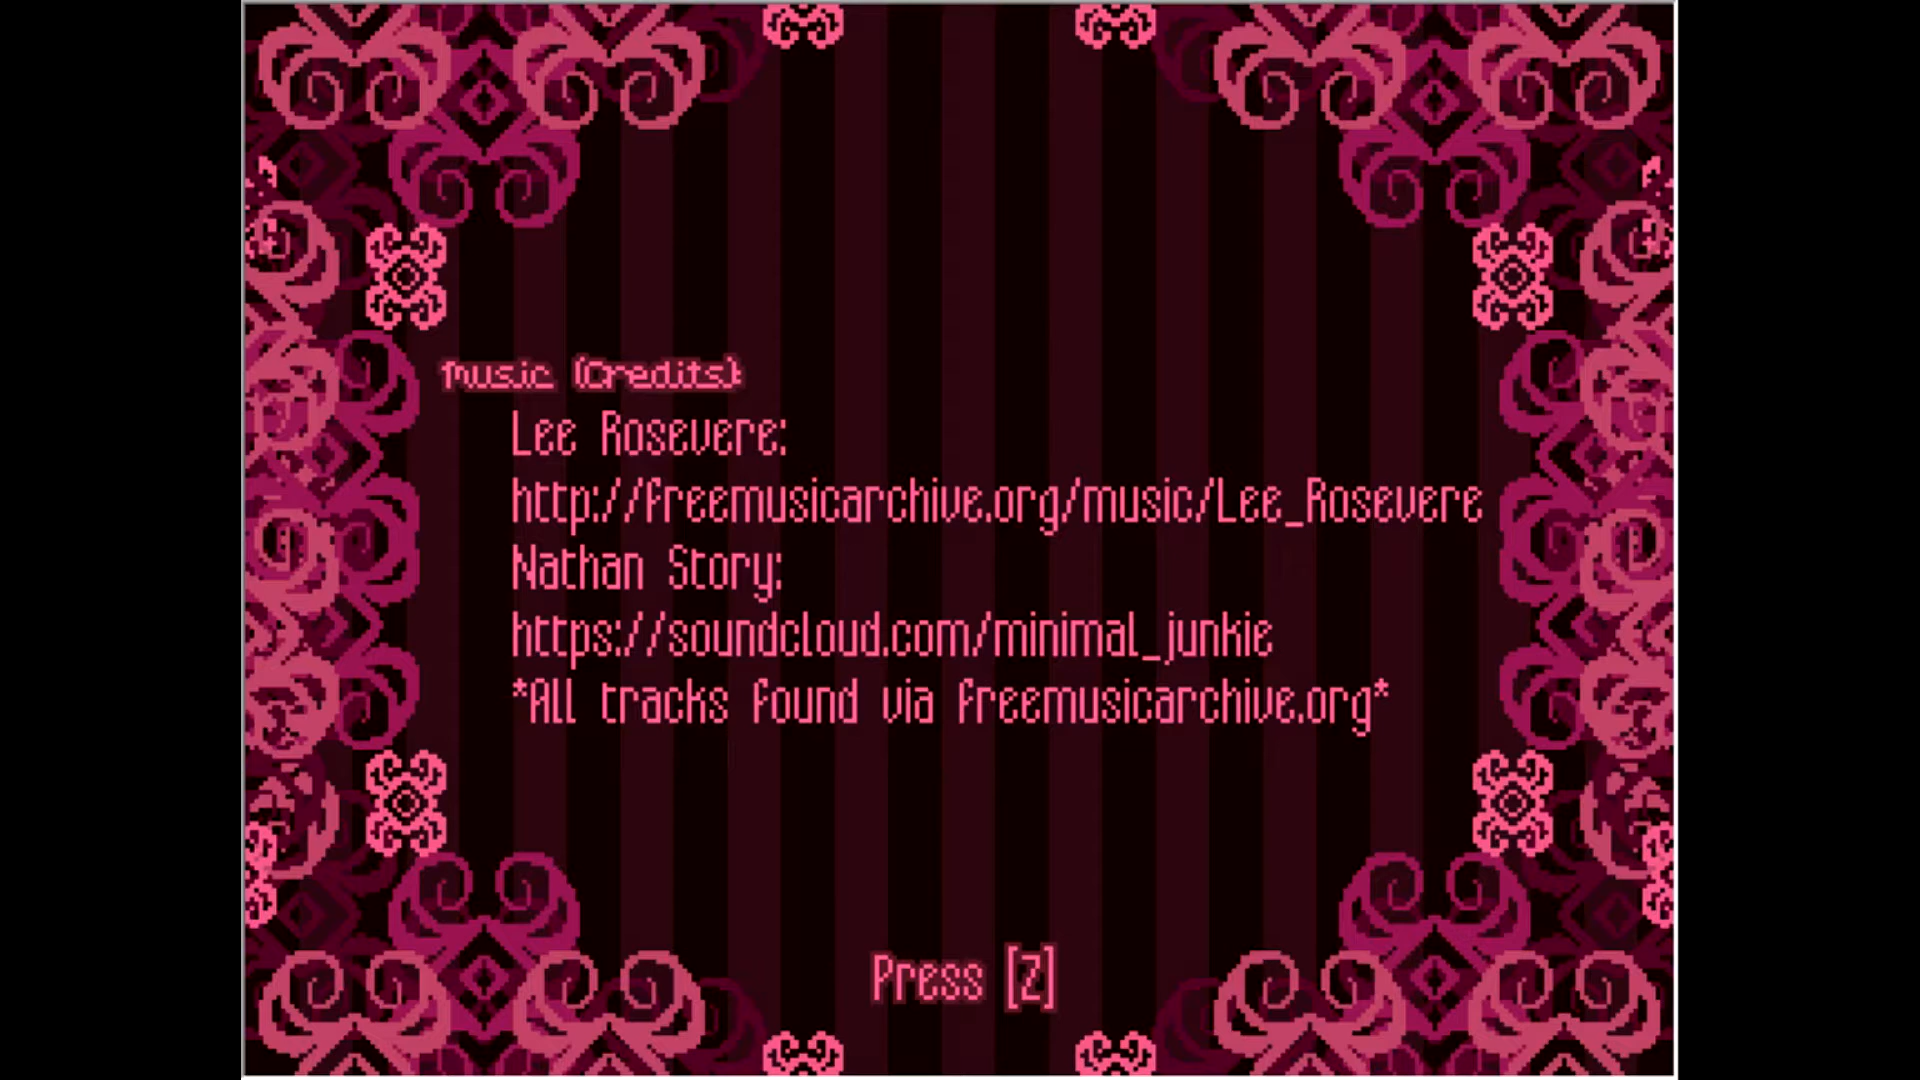 Music (Credits):
Lee Rosevere:
http://freemusicarchive.org/music/Lee_Rosevere
Nathan Story:
https://soundcloud.com/minimal_junkie
*All tracks found via freemusicarchive.org*
Press [Z]